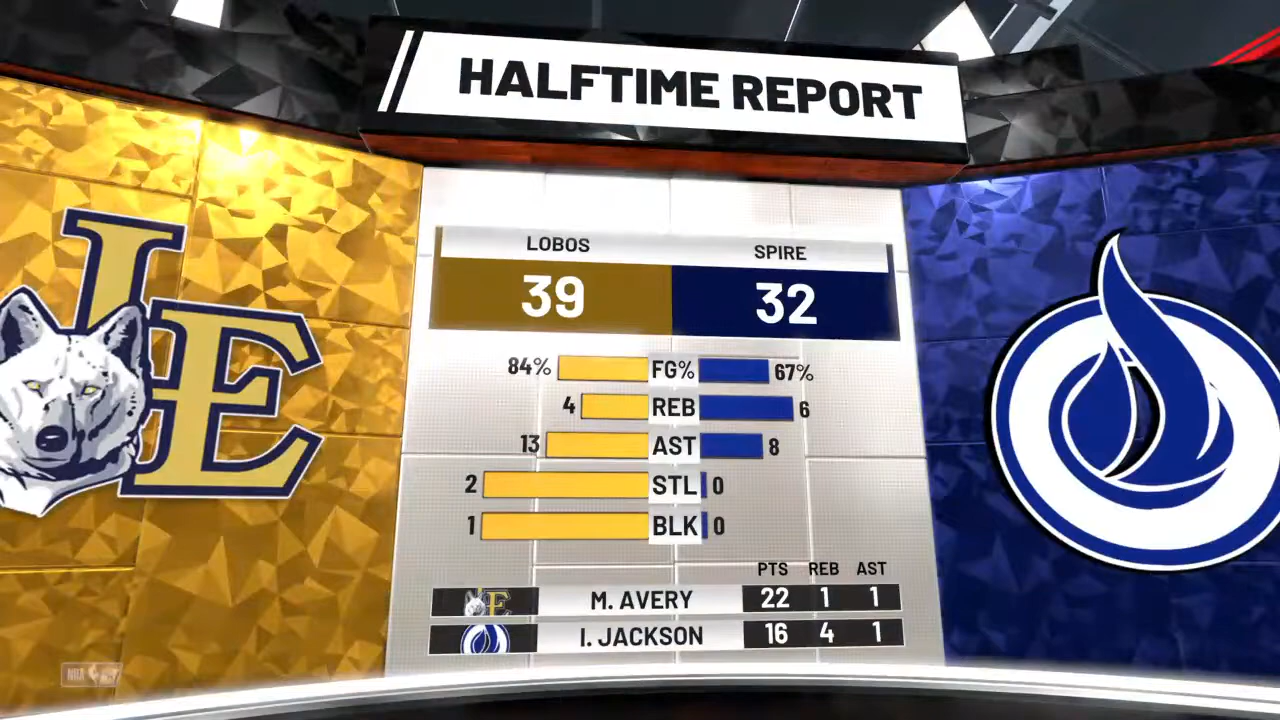 HALFTIME REPORT
LOBOS SPIRE
39 32
84% FG% 67%
4 REB 6
13 AST 8
2 STL 0
1 BLK 0
PTS REB AST
M. AVERY 22 1 1
I. JACKSON 16 4 1
LE
E